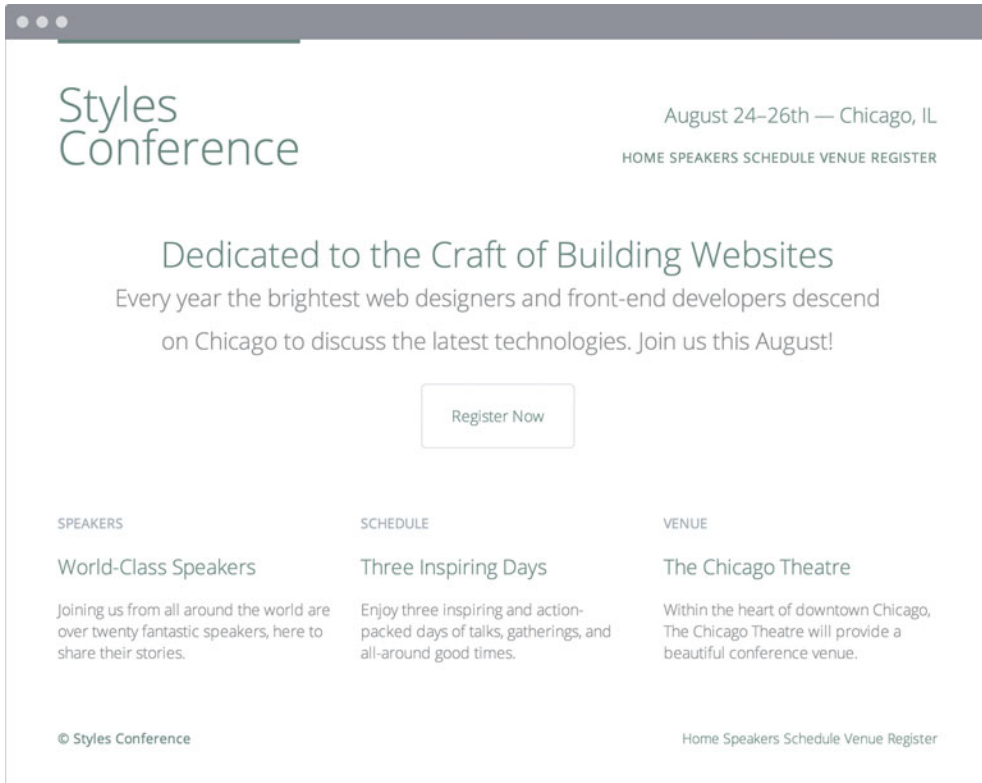 Styles
Conference
August 24–26th — Chicago, IL
HOME SPEAKERS SCHEDULE VENUE REGISTER
Dedicated to the Craft of Building Websites
Every year the brightest web designers and front-end developers descend
on Chicago to discuss the latest technologies. Join us this August!
Register Now
SPEAKERS
World-Class Speakers
Joining us from all around the world are
over twenty fantastic speakers, here to
share their stories.
SCHEDULE
Three Inspiring Days
Enjoy three inspiring and action-
packed days of talks, gatherings, and
all-around good times.
VENUE
The Chicago Theatre
Within the heart of downtown Chicago,
The Chicago Theatre will provide a
beautiful conference venue.
© Styles Conference
Home Speakers Schedule Venue Register